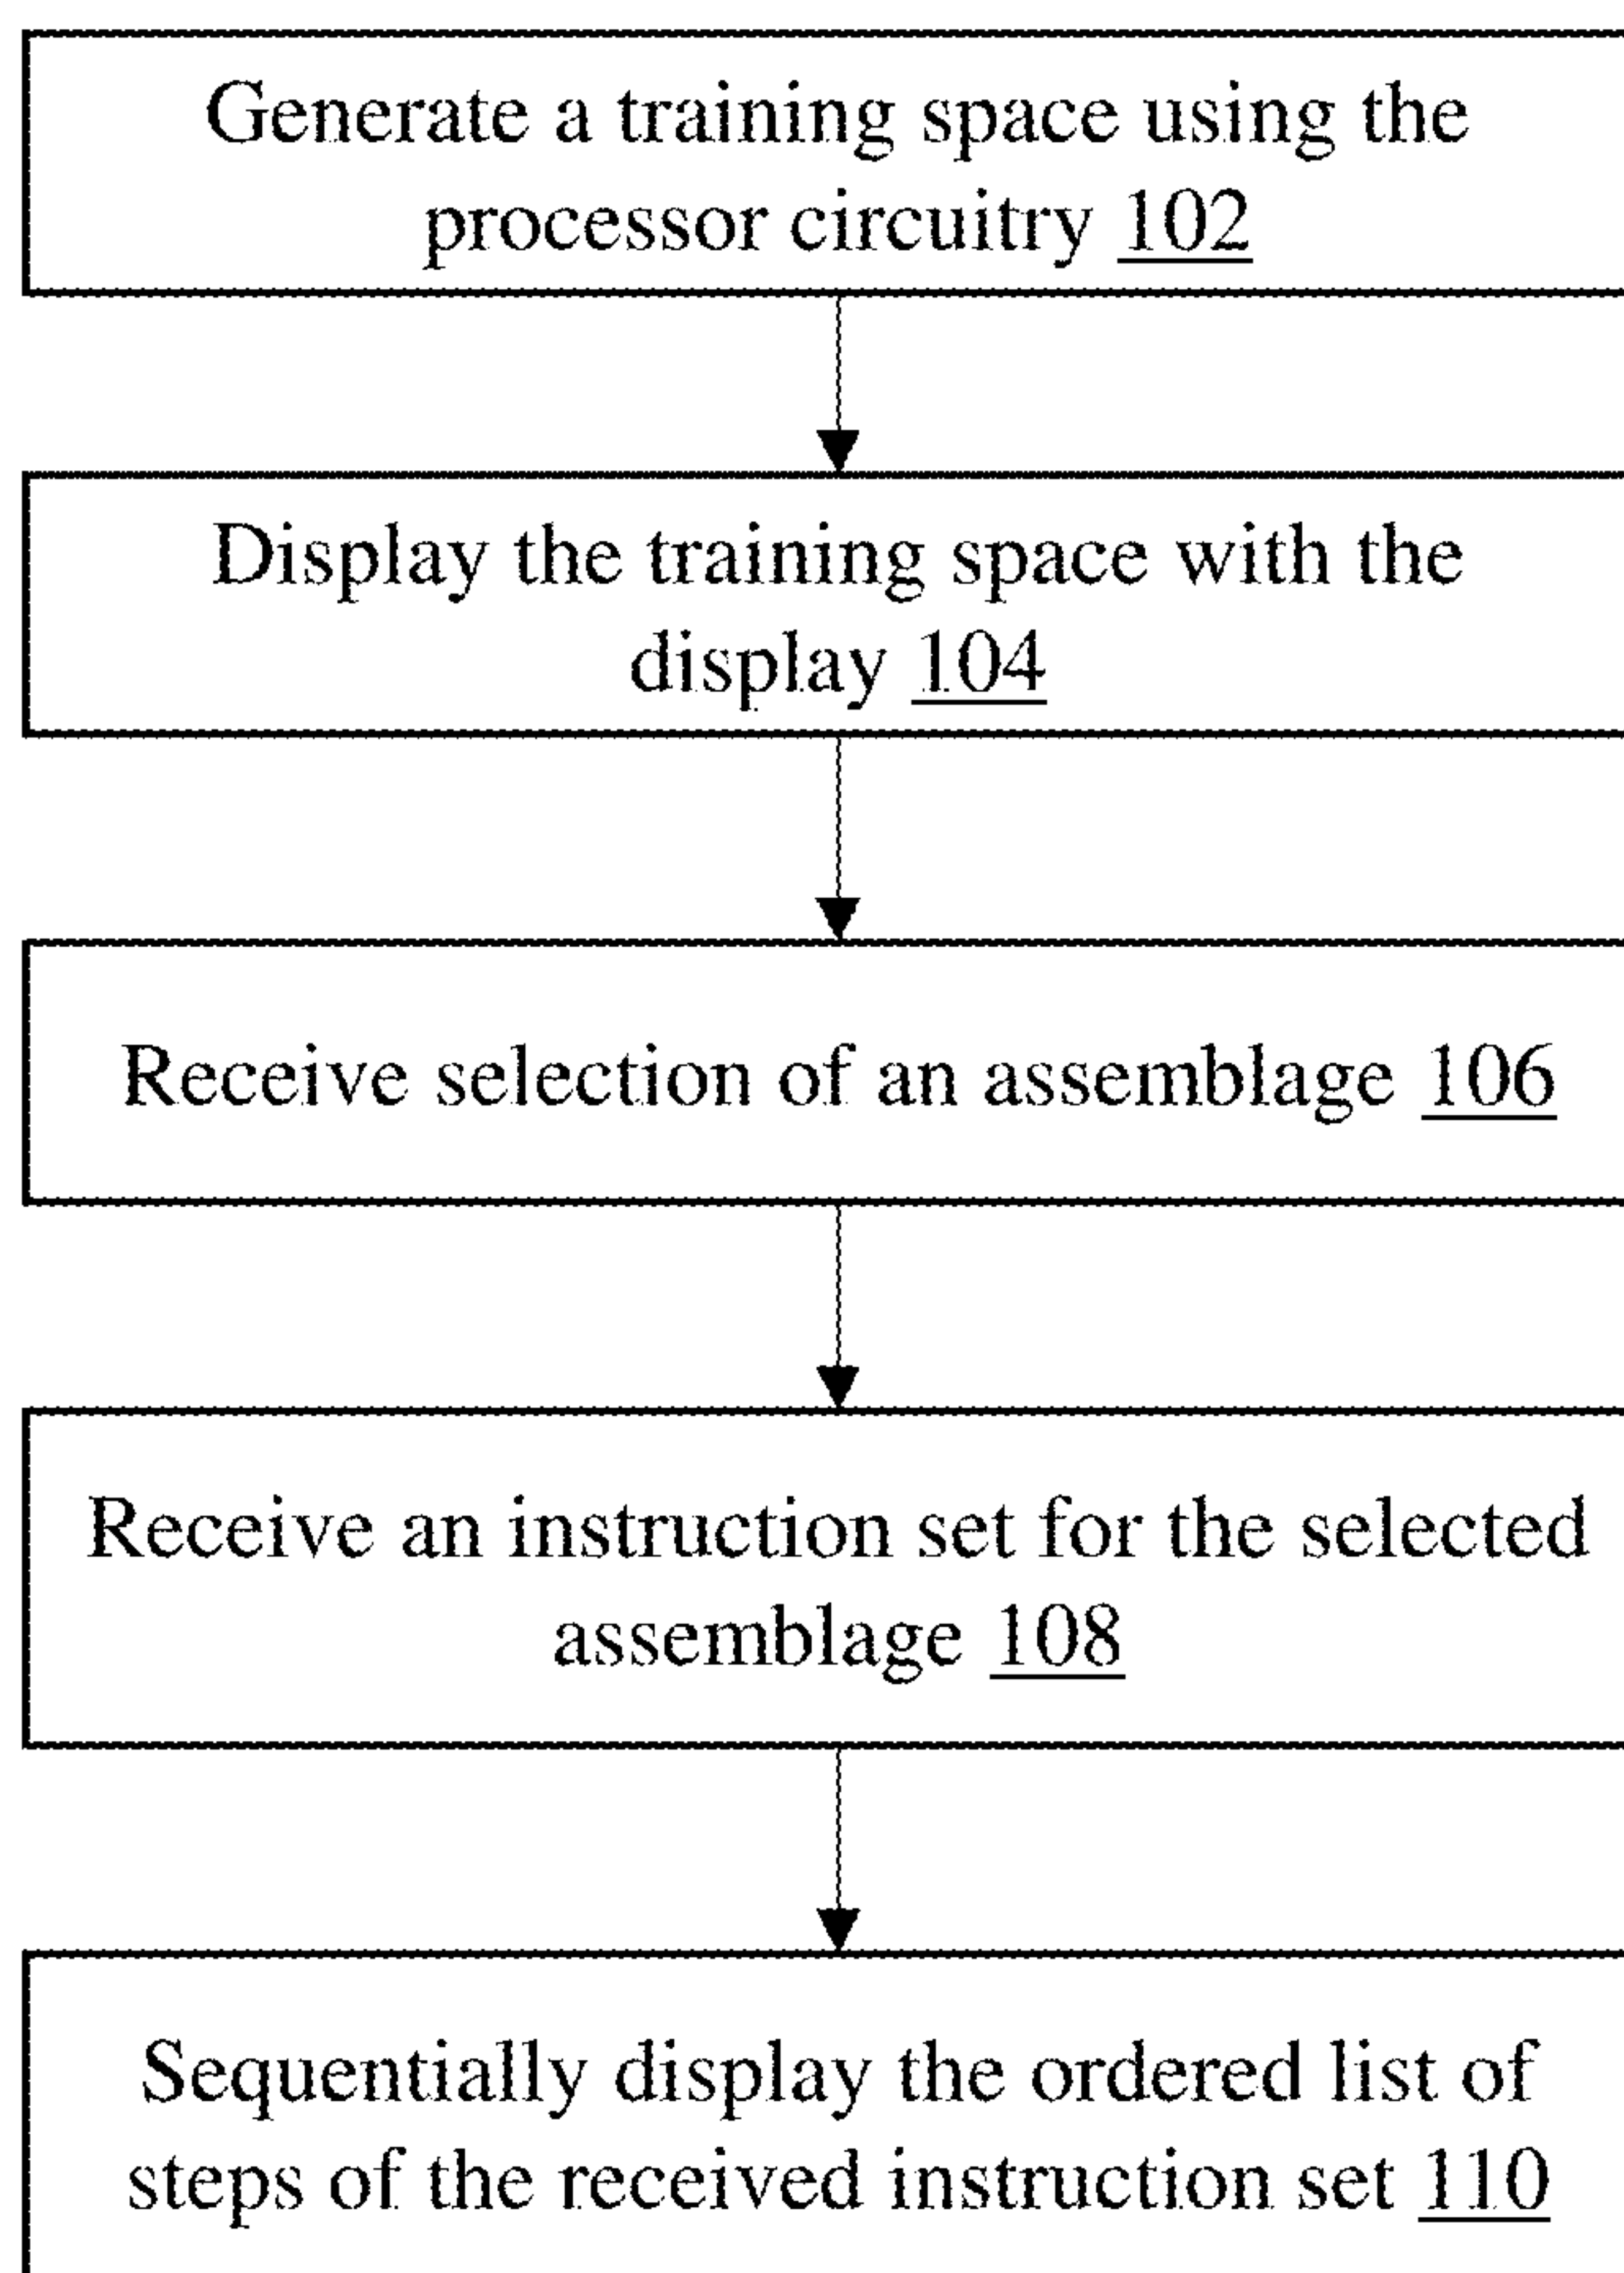 Generate a training space using the
processor circuitry 102
Display the training space with the
display 104
Receive selection of an assemblage 106
Receive an instruction set for the selected
assemblage 108
Sequentially display the ordered list of
steps of the received instruction set 110